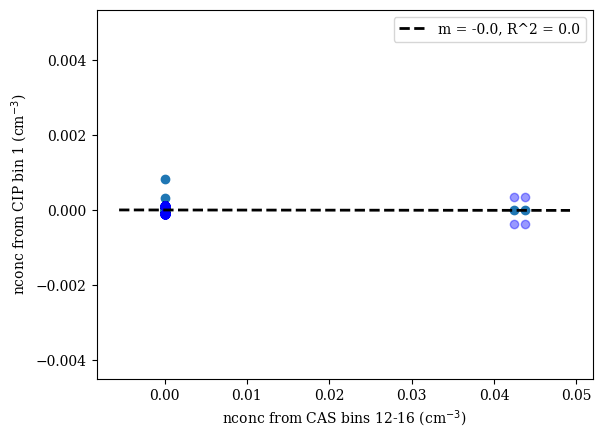 m = -0.0, R^2 = 0.0
nconc from CIP bin 1 (cm⁻³)
0.004
0.002
0.000
−0.002
−0.004
0.00 0.01 0.02 0.03 0.04 0.05
nconc from CAS bins 12-16 (cm⁻³)